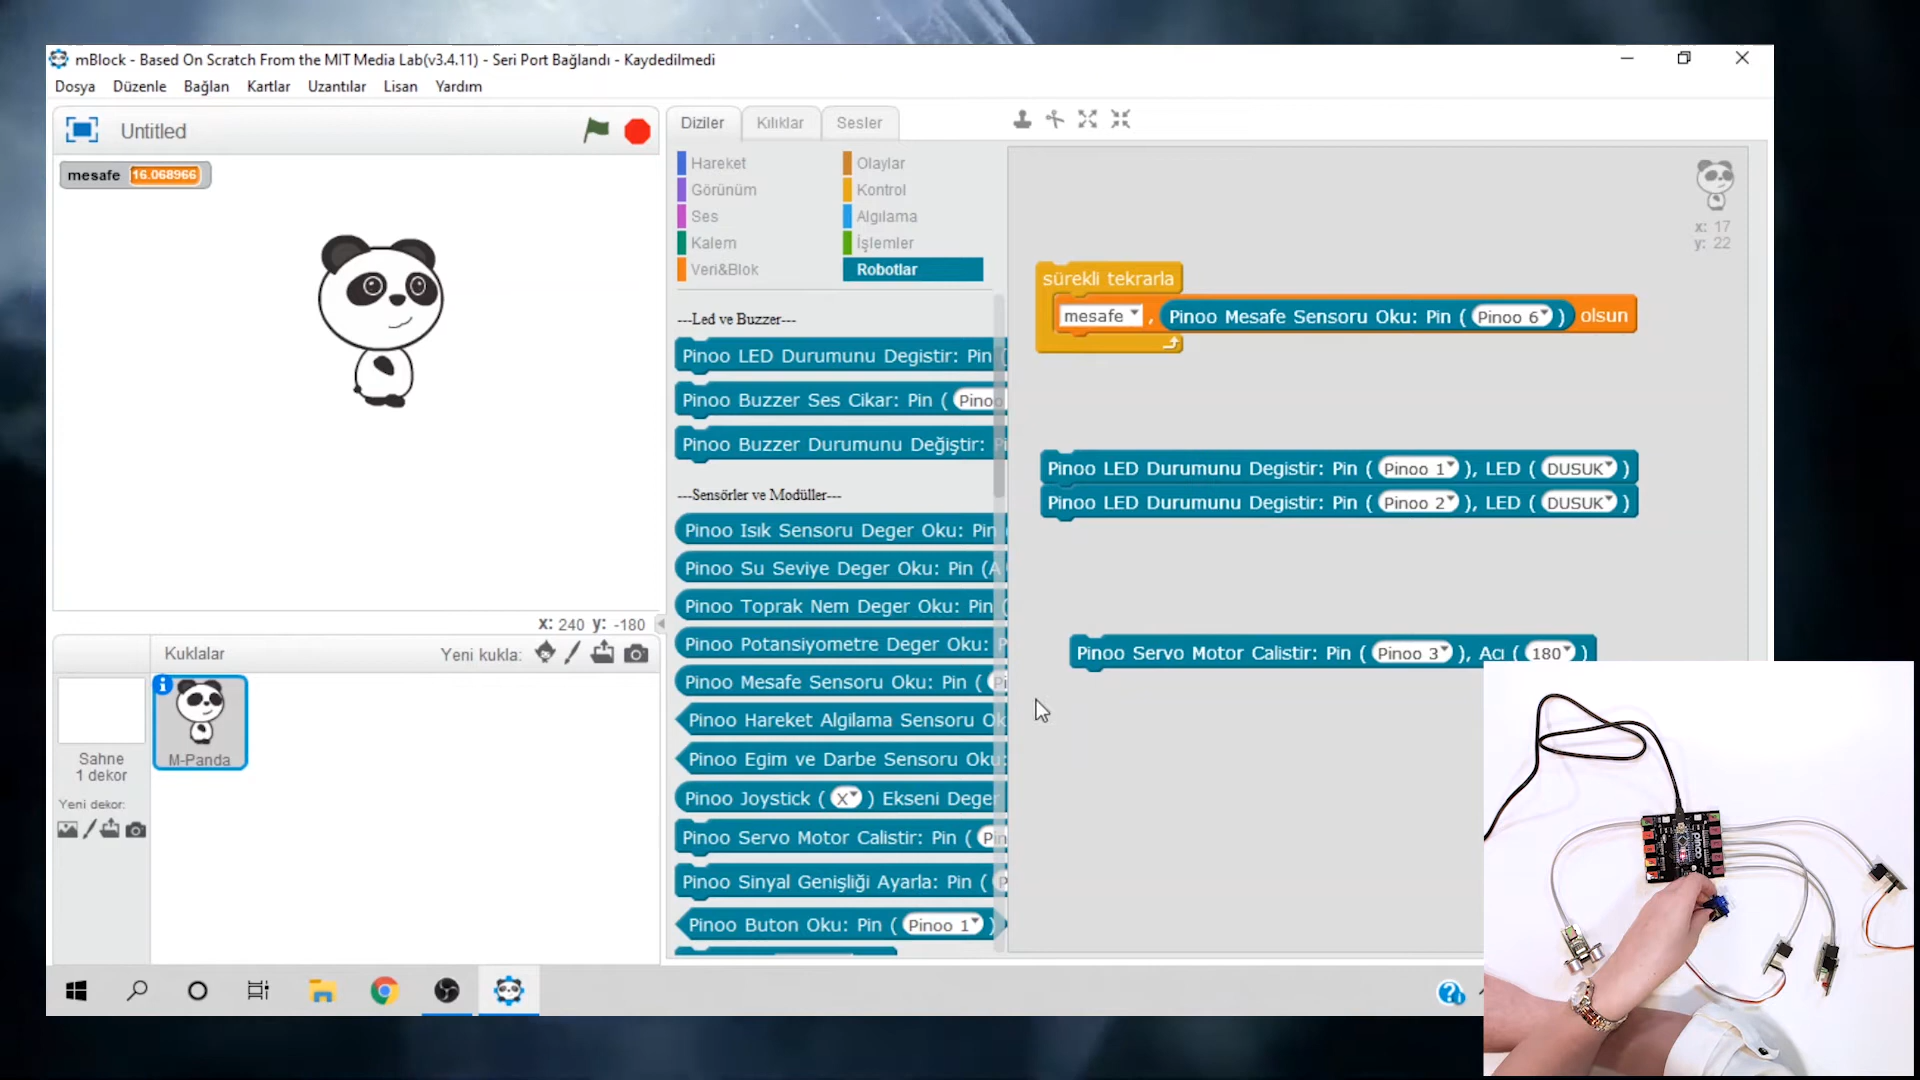 mBlock - Based On Scratch From the MIT Media Lab(v3.4.11) - Seri Port Bağlandı - Kaydedilmedi
Dosya Düzenle Bağlan Kartlar Uzantılar Lisan Yardım
Untitled
mesafe 16.068966
x: 240 y: -180
Kuklalar Yeni kukla:
Sahne
1 dekor
Yeni dekor:
M-Panda
Diziler Kılıklar Sesler
Hareket Olaylar
Görünüm Kontrol
Ses Algılama
Kalem İşlemler
Veri&Blok Robotlar
---Led ve Buzzer---
Pinoo LED Durumunu Degistir: Pin (
Pinoo Buzzer Ses Cikar: Pin ( Pinoo
Pinoo Buzzer Durumunu Değiştir: Pi
---Sensörler ve Modüller---
Pinoo Isık Sensoru Deger Oku: Pin
Pinoo Su Seviye Deger Oku: Pin (A
Pinoo Toprak Nem Deger Oku: Pin (
Pinoo Potansiyometre Deger Oku: P
Pinoo Mesafe Sensoru Oku: Pin ( Pi
Pinoo Hareket Algilama Sensoru Ok
Pinoo Egim ve Darbe Sensoru Oku:
Pinoo Joystick ( X ) Ekseni Deger
Pinoo Servo Motor Calistir: Pin ( Pin
Pinoo Sinyal Genişliği Ayarla: Pin ( P
Pinoo Buton Oku: Pin ( Pinoo 1 )
x: 17
y: 22
sürekli tekrarla
mesafe , Pinoo Mesafe Sensoru Oku: Pin ( Pinoo 6 ) olsun
Pinoo LED Durumunu Degistir: Pin ( Pinoo 1 ), LED ( DUSUK )
Pinoo LED Durumunu Degistir: Pin ( Pinoo 2 ), LED ( DUSUK )
Pinoo Servo Motor Calistir: Pin ( Pinoo 3 ), Acı ( 180 )
pinoo